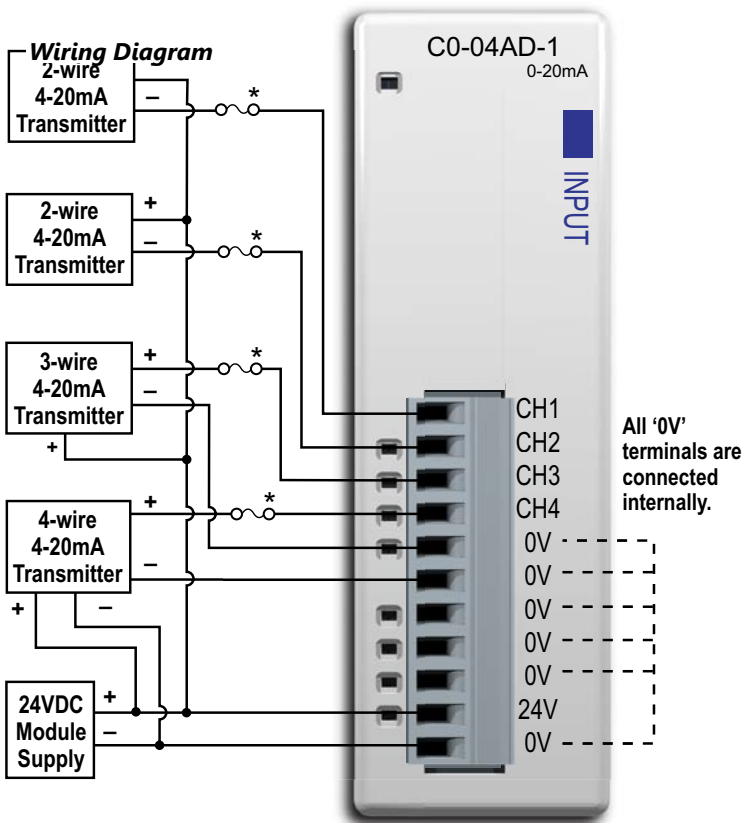 Wiring Diagram
2-wire
4-20mA
Transmitter
–
*
2-wire
4-20mA
Transmitter
+
–
*
3-wire
4-20mA
Transmitter
+
–
+
*
4-wire
4-20mA
Transmitter
+
–
+
–
*
24VDC
Module
Supply
+
–
C0-04AD-1
0-20mA
INPUT
CH1
CH2
CH3
CH4
0V
0V
0V
0V
0V
24V
0V
All ‘0V’
terminals are
connected
internally.